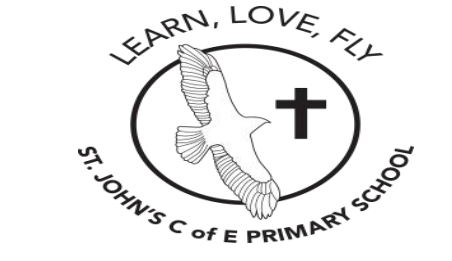 LEARN, LOVE, FLY
ST. JOHN'S C of E PRIMARY SCHOOL